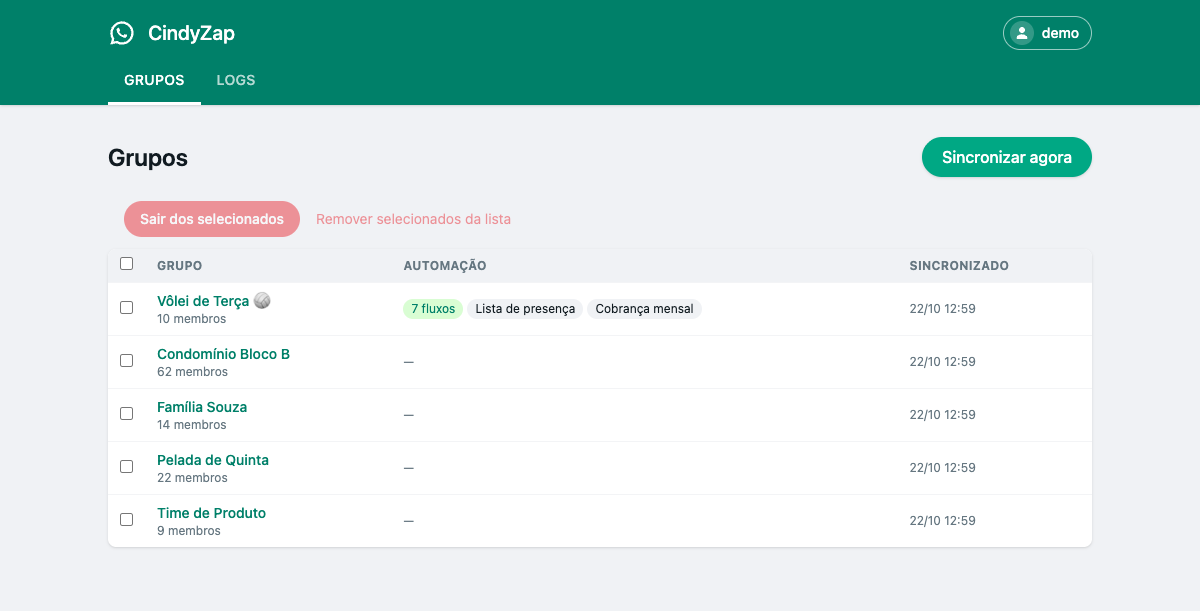 CindyZap
demo
GRUPOS LOGS
Grupos
Sincronizar agora
Sair dos selecionados Remover selecionados da lista
GRUPO AUTOMAÇÃO SINCRONIZADO
Vôlei de Terça 🏐
10 membros
7 fluxos Lista de presença Cobrança mensal
22/10 12:59
Condomínio Bloco B
62 membros
—
22/10 12:59
Família Souza
14 membros
—
22/10 12:59
Pelada de Quinta
22 membros
—
22/10 12:59
Time de Produto
9 membros
—
22/10 12:59